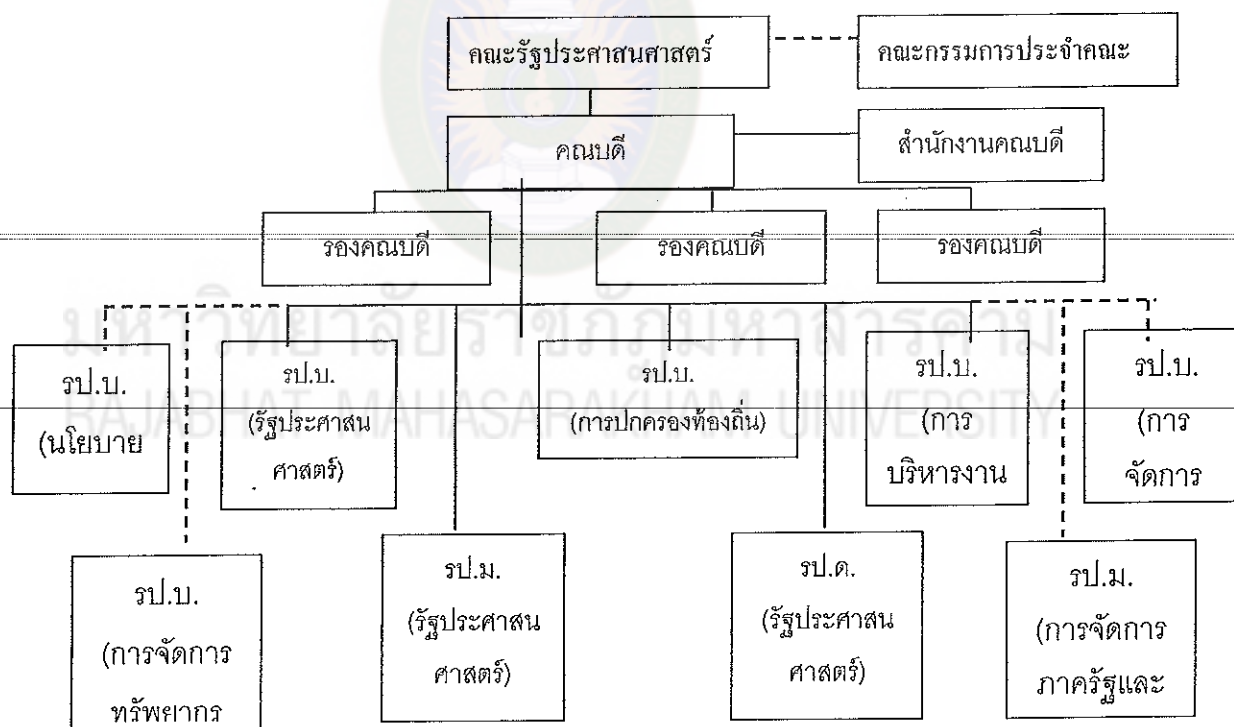 คณะรัฐประศาสนศาสตร์
คณะกรรมการประจำคณะ
คณบดี
สำนักงานคณบดี
รองคณบดี
รองคณบดี
รองคณบดี
มหาวิทยาลัยราชภัฏมหาสารคาม
RAJABHAT MAHASARAKHAM UNIVERSITY
รป.บ.
(นโยบาย
รป.บ.
(รัฐประศาสน
ศาสตร์)
รป.บ.
(การปกครองท้องถิ่น)
รป.บ.
(การ
บริหารงาน
รป.บ.
(การ
จัดการ
รป.บ.
(การจัดการ
ทรัพยากร
รป.ม.
(รัฐประศาสน
ศาสตร์)
รป.ด.
(รัฐประศาสน
ศาสตร์)
รป.ม.
(การจัดการ
ภาครัฐและ